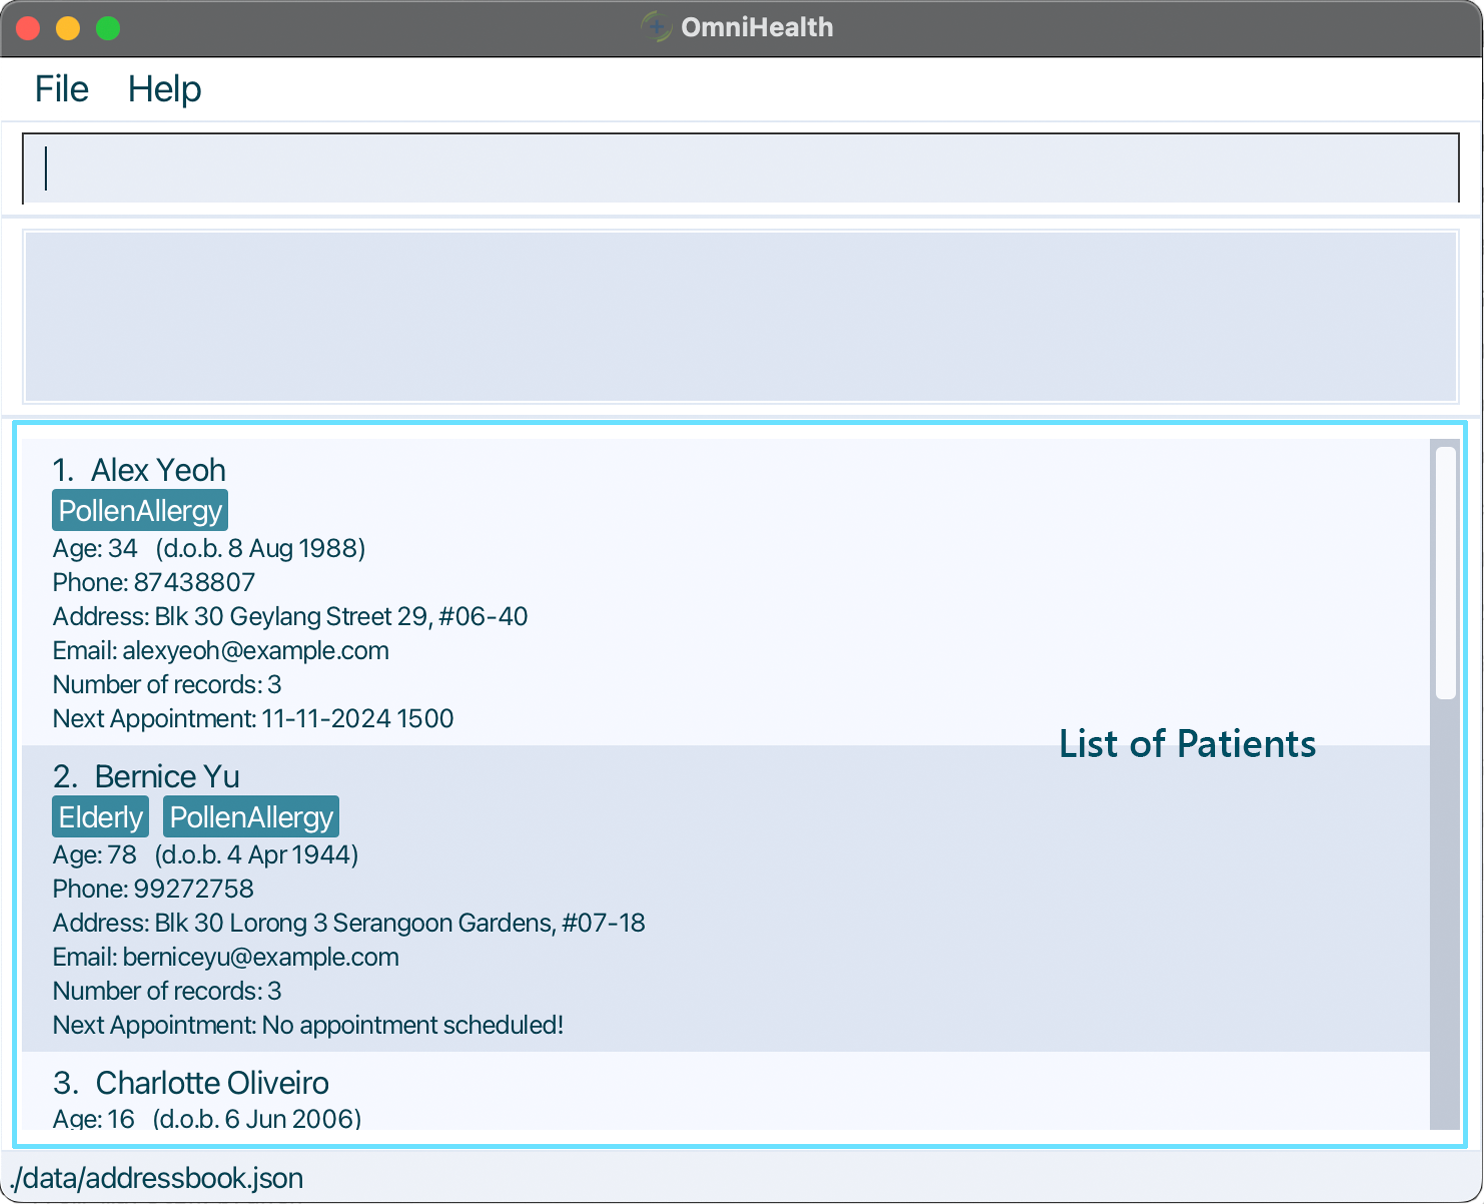 OmniHealth
File Help
1. Alex Yeoh
PollenAllergy
Age: 34 (d.o.b. 8 Aug 1988)
Phone: 87438807
Address: Blk 30 Geylang Street 29, #06-40
Email: alexyeoh@example.com
Number of records: 3
Next Appointment: 11-11-2024 1500
List of Patients
2. Bernice Yu
Elderly PollenAllergy
Age: 78 (d.o.b. 4 Apr 1944)
Phone: 99272758
Address: Blk 30 Lorong 3 Serangoon Gardens, #07-18
Email: berniceyu@example.com
Number of records: 3
Next Appointment: No appointment scheduled!
3. Charlotte Oliveiro
Age: 16 (d.o.b. 6 Jun 2006)
./data/addressbook.json